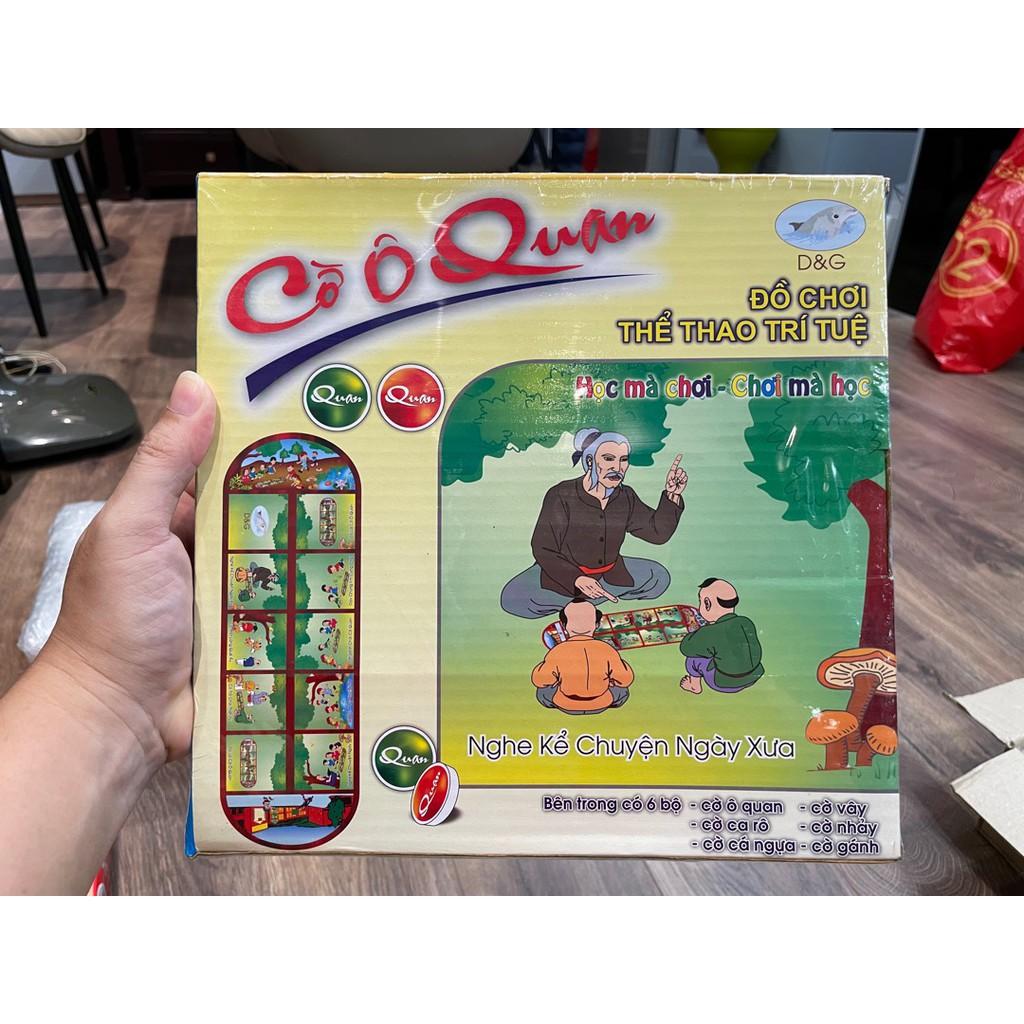 Cờ Ô Quan
D&G
ĐỒ CHƠI
THỂ THAO TRÍ TUỆ
Học mà chơi - Chơi mà học
Quan
Quan
D&G
Quan
Quan
Nghe Kể Chuyện Ngày Xưa
Bên trong có 6 bộ - cờ ô quan - cờ vây
- cờ ca rô - cờ nhảy
- cờ cá ngựa - cờ gánh
2